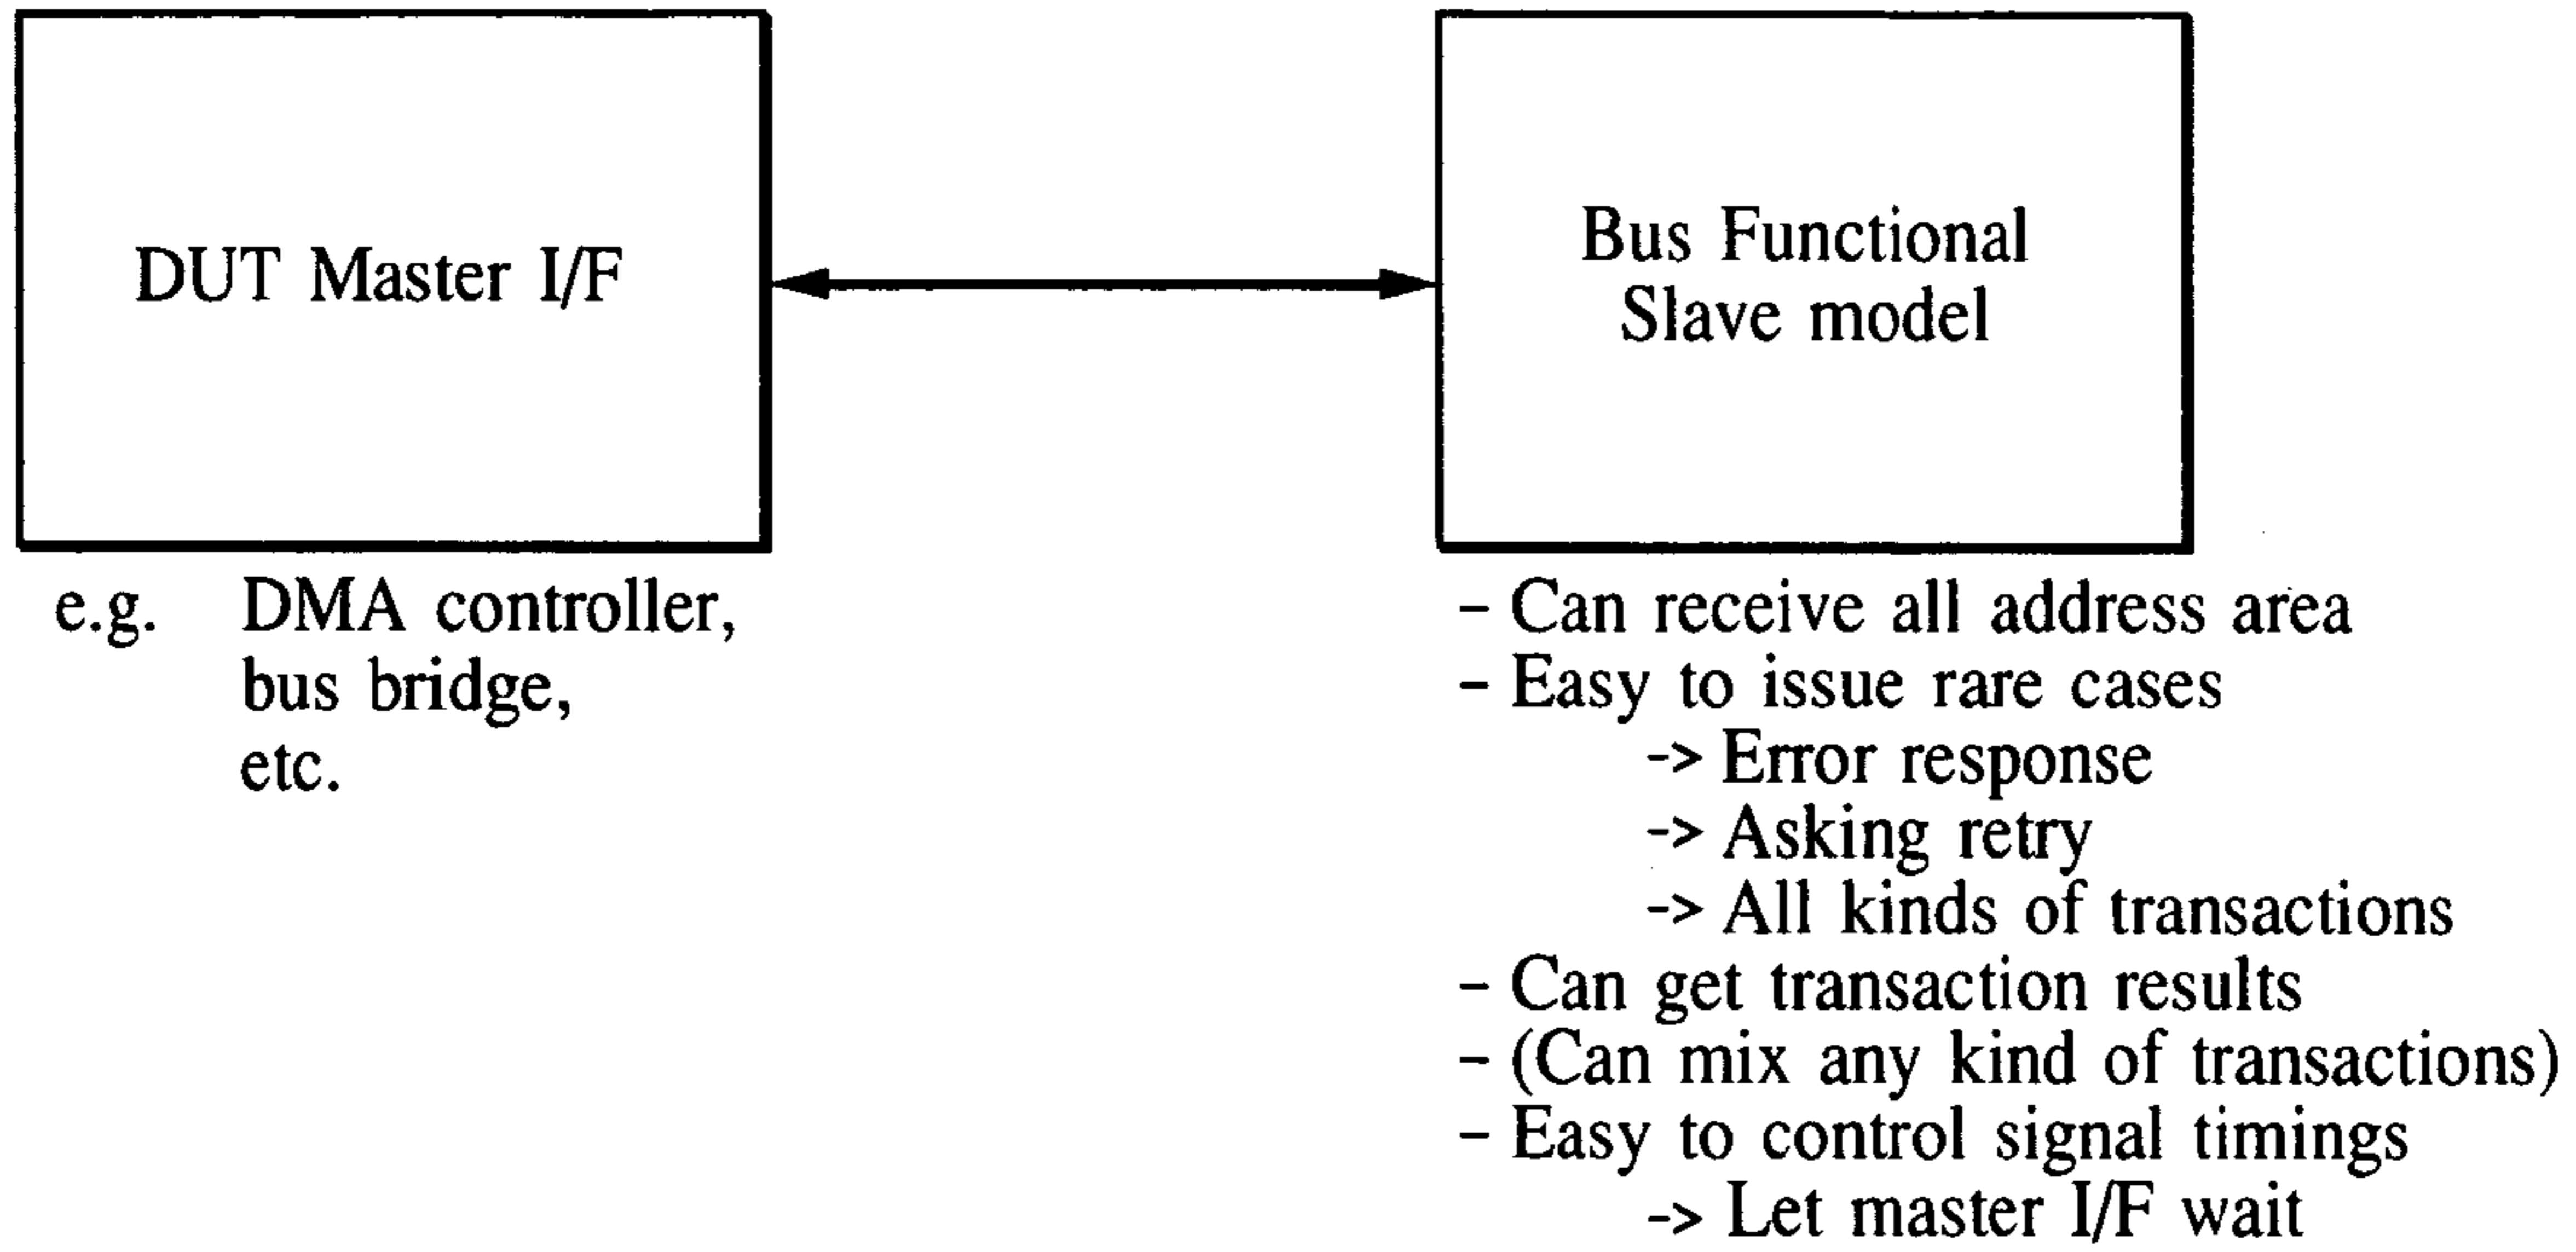 DUT Master I/F
Bus Functional
Slave model
e.g. DMA controller,
bus bridge,
etc.
- Can receive all address area
- Easy to issue rare cases
-> Error response
-> Asking retry
-> All kinds of transactions
- Can get transaction results
- (Can mix any kind of transactions)
- Easy to control signal timings
-> Let master I/F wait